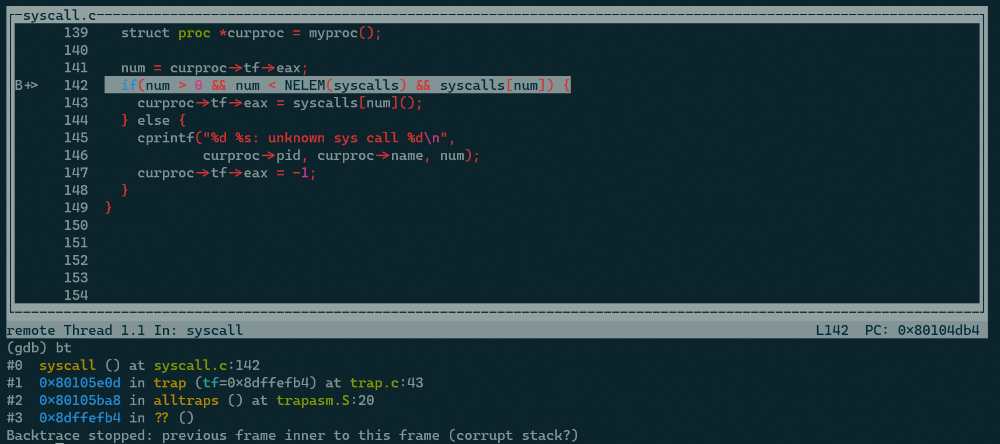 syscall.c
139 struct proc *curproc = myproc();
140
141 num = curproc->tf->eax;
B+> 142 if(num > 0 && num < NELEM(syscalls) && syscalls[num]) {
143 curproc->tf->eax = syscalls[num]();
144 } else {
145 cprintf("%d %s: unknown sys call %d\n",
146 curproc->pid, curproc->name, num);
147 curproc->tf->eax = -1;
148 }
149 }
150
151
152
153
154
remote Thread 1.1 In: syscall L142 PC: 0x80104db4
(gdb) bt
#0 syscall () at syscall.c:142
#1 0x80105e0d in trap (tf=0x8dffefb4) at trap.c:43
#2 0x80105ba8 in alltraps () at trapasm.S:20
#3 0x8dffefb4 in ?? ()
Backtrace stopped: previous frame inner to this frame (corrupt stack?)